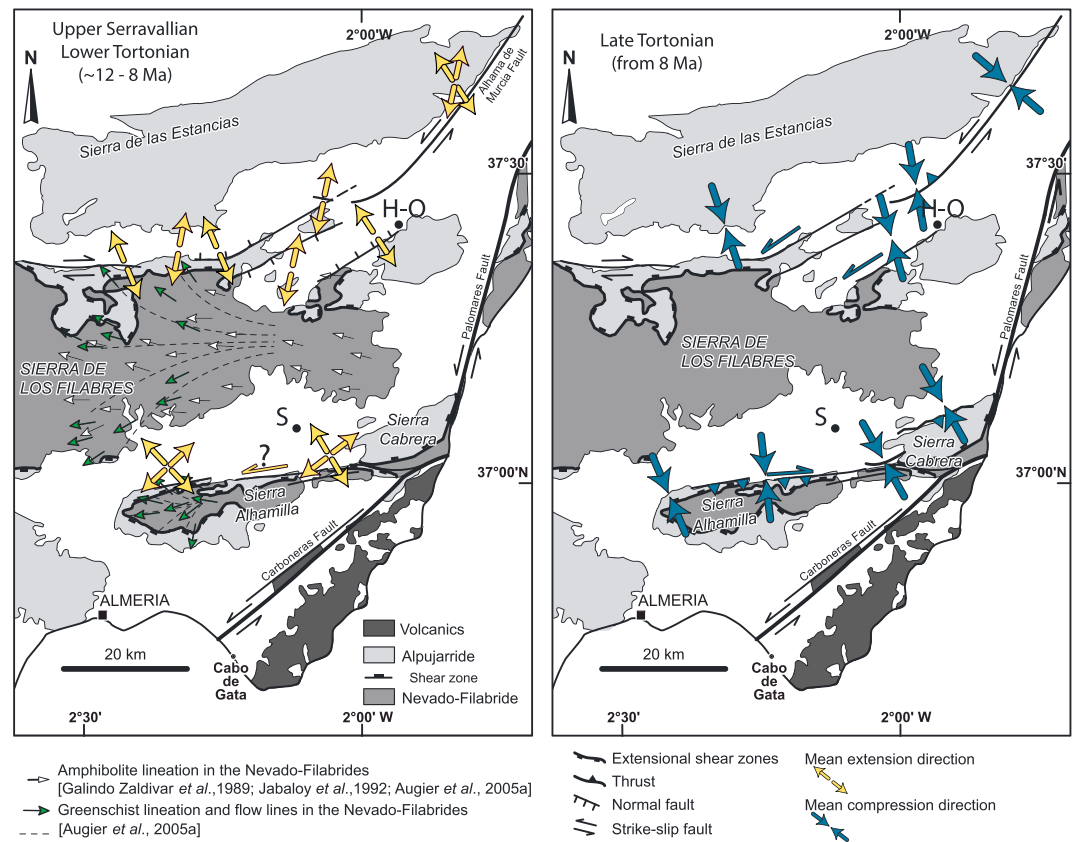 Upper Serravallian
Lower Tortonian
(~12 - 8 Ma)
2°00'W
N
Alhama de
Murcia Fault
Sierra de las Estancias
37°30'
H-O
Palomares Fault
SIERRA DE
LOS FILABRES
S
Sierra
Cabrera
?
37°00'N
Sierra
Alhamilla
Carboneras Fault
ALMERIA
20 km
Cabo
de
Gata
Volcanics
Alpujarride
Shear zone
Nevado-Filabride
2°30'
2°00' W
Late Tortonian
(from 8 Ma)
2°00'W
N
Sierra de las Estancias
37°30'
H-O
Palomares Fault
SIERRA DE
LOS FILABRES
S
Sierra
Cabrera
37°00'N
Sierra
Alhamilla
Carboneras Fault
ALMERIA
20 km
Cabo
de
Gata
2°30'
2°00' W
Amphibolite lineation in the Nevado-Filabrides
[Galindo Zaldivar et al.,1989; Jabaloy et al.,1992; Augier et al., 2005a]
Greenschist lineation and flow lines in the Nevado-Filabrides
[Augier et al., 2005a]
Extensional shear zones
Thrust
Normal fault
Strike-slip fault
Mean extension direction
Mean compression direction